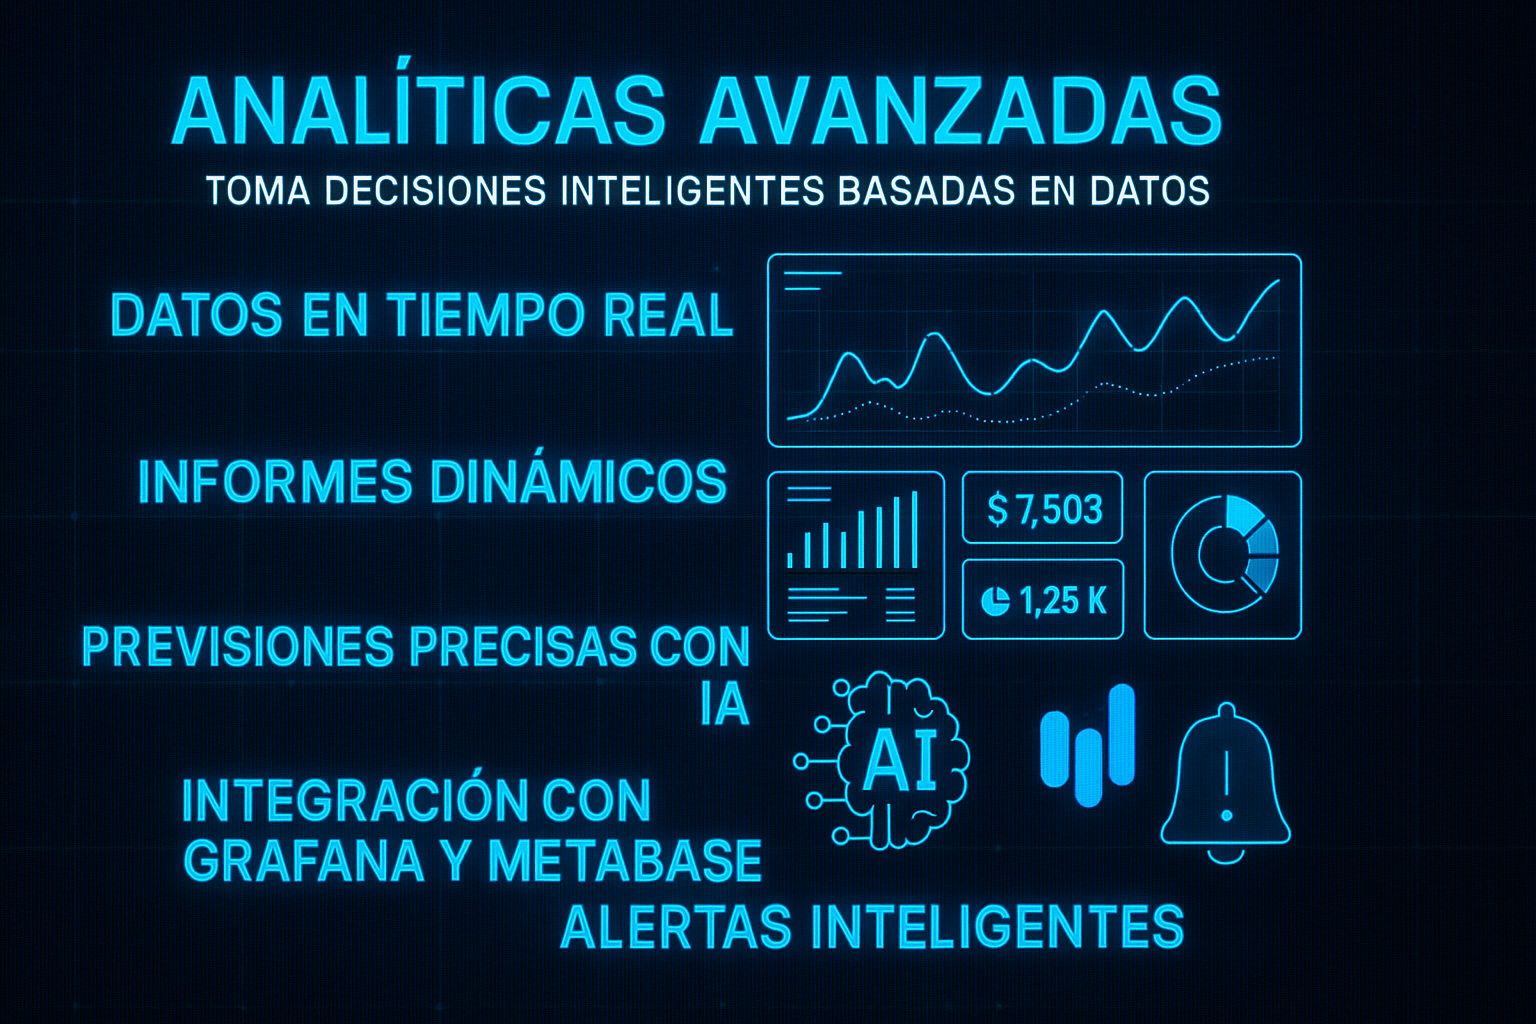 ANALÍTICAS AVANZADAS
TOMA DECISIONES INTELIGENTES BASADAS EN DATOS
DATOS EN TIEMPO REAL
INFORMES DINÁMICOS
$7,503
1,25 K
PREVISIONES PRECISAS CON
IA
AI
INTEGRACIÓN CON
GRAFANA Y METABASE
ALERTAS INTELIGENTES